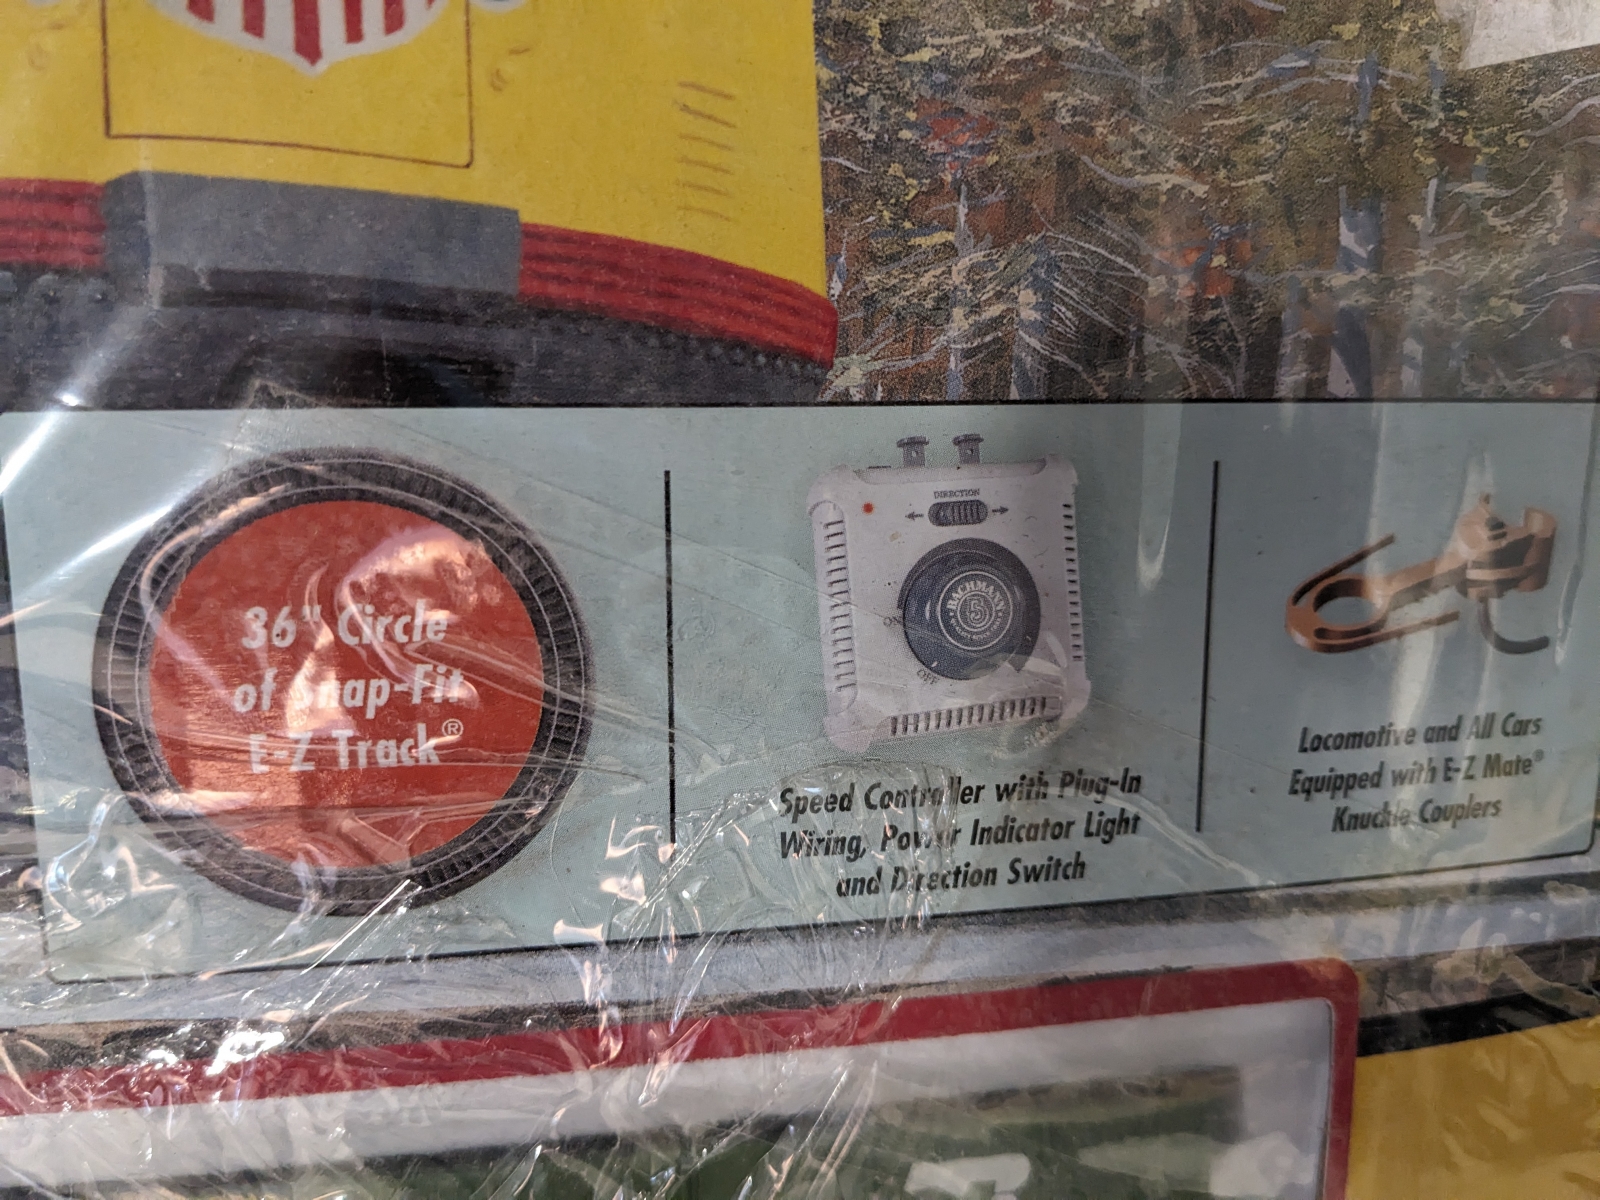 36" Circle
of Snap-Fit
E-Z Track®
DIRECTION
BACHMANN
ON
OFF
Speed Controller with Plug-In
Wiring, Power Indicator Light
and Direction Switch
Locomotive and All Cars
Equipped with E-Z Mate®
Knuckle Couplers